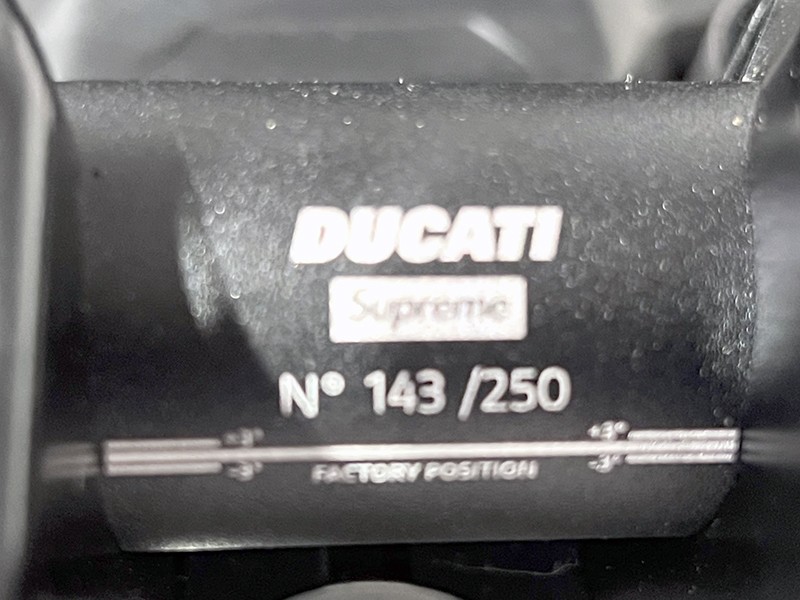 DUCATI
Supreme
N° 143 /250
+3° +3°
-3° FACTORY POSITION -3°